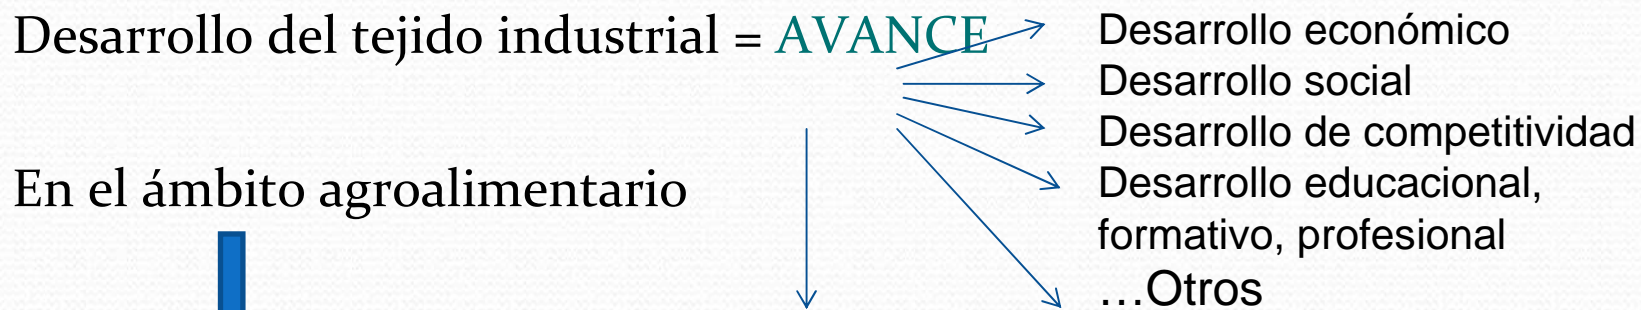 Desarrollo del tejido industrial = AVANCE
Desarrollo económico
Desarrollo social
Desarrollo de competitividad
Desarrollo educacional,
formativo, profesional
…Otros
En el ámbito agroalimentario